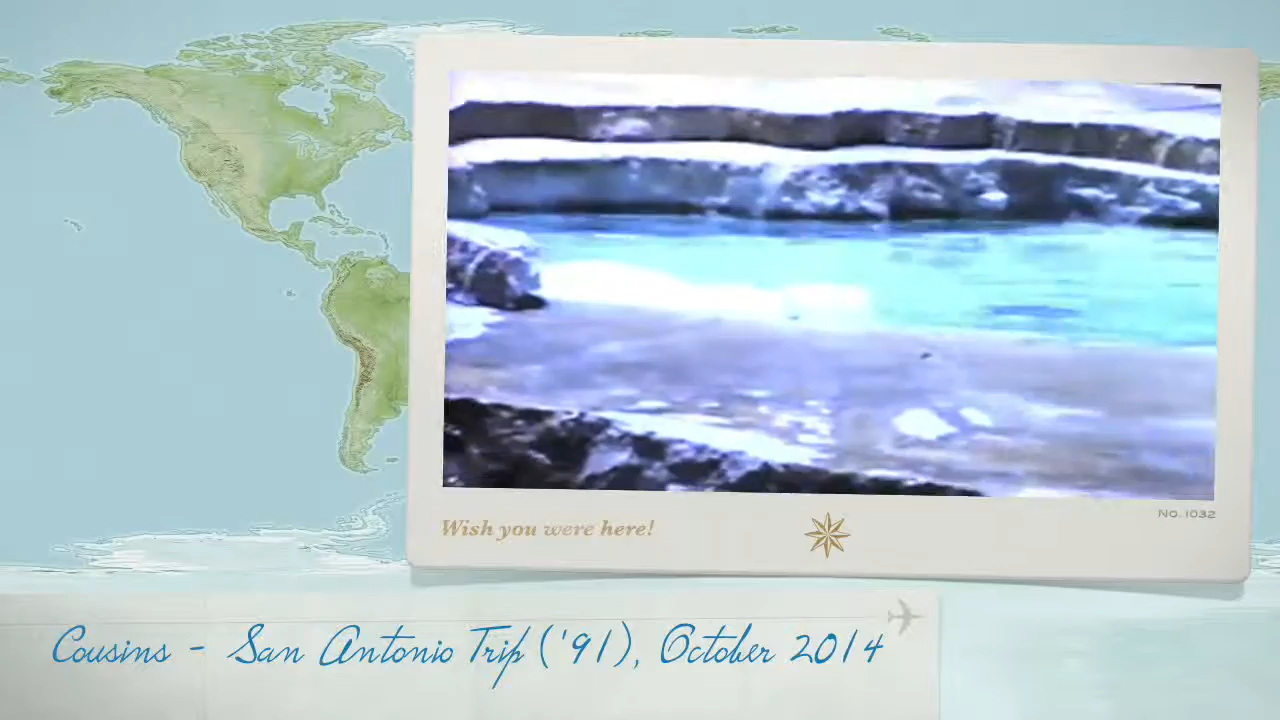 No. 1032
Wish you were here!
Cousins - San Antonio Trip ('91), October 2014